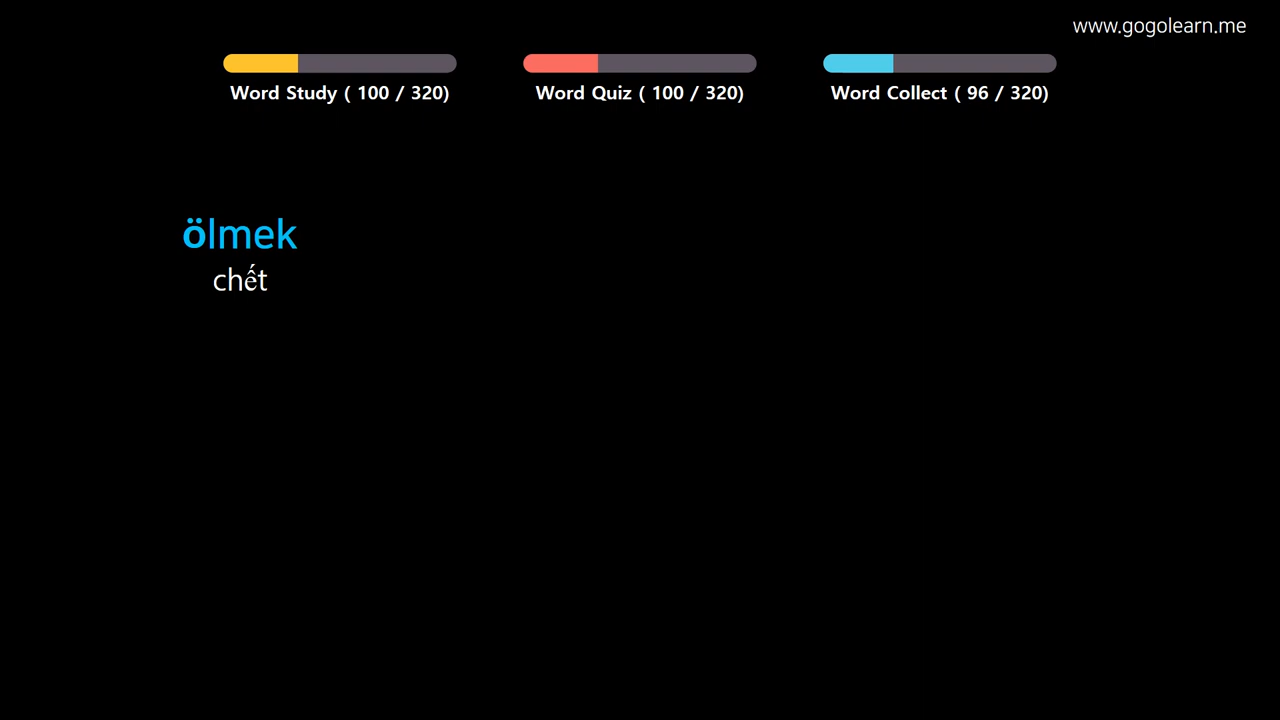 www.gogolearn.me
Word Study ( 100 / 320)
Word Quiz ( 100 / 320)
Word Collect ( 96 / 320)
ölmek
chết